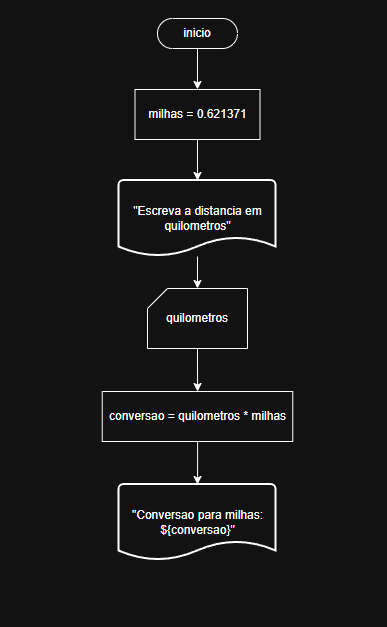 inicio
milhas = 0.621371
"Escreva a distancia em
quilometros"
quilometros
conversao = quilometros * milhas
"Conversao para milhas:
${conversao}"